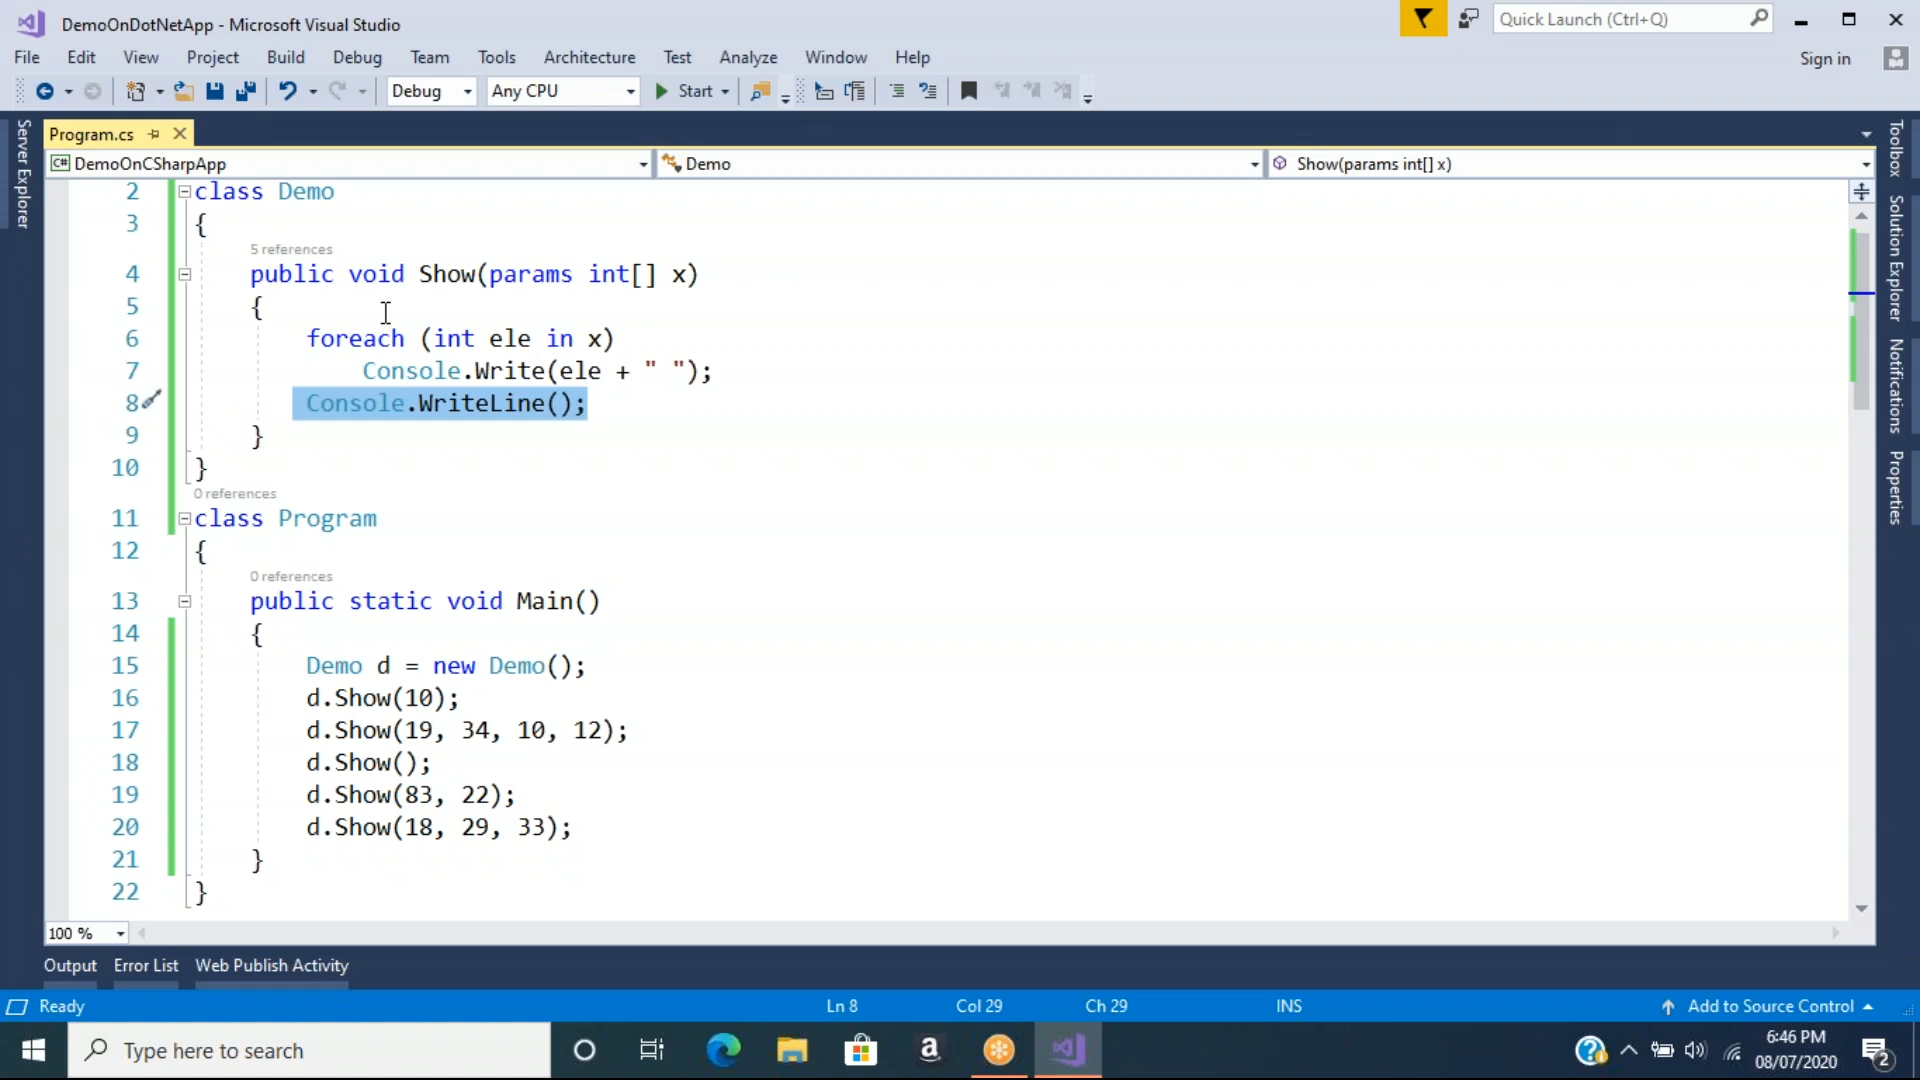 DemoOnDotNetApp - Microsoft Visual Studio
Quick Launch (Ctrl+Q)
File Edit View Project Build Debug Team Tools Architecture Test Analyze Window Help
Sign in
Debug Any CPU Start
Server Explorer
Program.cs
C# DemoOnCSharpApp Demo Show(params int[] x)
Toolbox
Solution Explorer
Notifications
Properties
2 class Demo
3 {
5 references
4 public void Show(params int[] x)
5 {
6 foreach (int ele in x)
7 Console.Write(ele + " ");
8 Console.WriteLine();
9 }
10 }
0 references
11 class Program
12 {
0 references
13 public static void Main()
14 {
15 Demo d = new Demo();
16 d.Show(10);
17 d.Show(19, 34, 10, 12);
18 d.Show();
19 d.Show(83, 22);
20 d.Show(18, 29, 33);
21 }
22 }
100 %
Output Error List Web Publish Activity
Ready Ln 8 Col 29 Ch 29 INS Add to Source Control
Type here to search
6:46 PM
08/07/2020
2